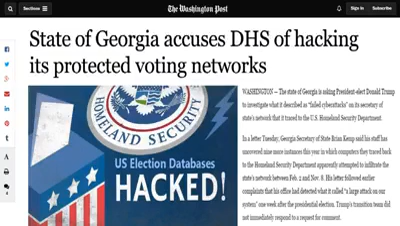 Sections
The Washington Post
Sign In
Subscribe
State of Georgia accuses DHS of hacking
its protected voting networks
HOMELAND SECURITY
US Election Databases
HACKED!
WASHINGTON — The state of Georgia is asking President-elect Donald Trump
to investigate what it described as "failed cyberattacks" on its secretary of
state's network that it traced to the U.S. Homeland Security Department.
In a letter Tuesday, Georgia Secretary of State Brian Kemp said his staff has
uncovered nine more instances this year in which computers they traced back
to the Homeland Security Department apparently attempted to infiltrate the
state's network between Feb. 2 and Nov. 8. His letter followed earlier
complaints that his office had detected what it called "a large attack on our
system" one week after the presidential election. Trump's transition team did
not immediately respond to a request for comment.
A
4